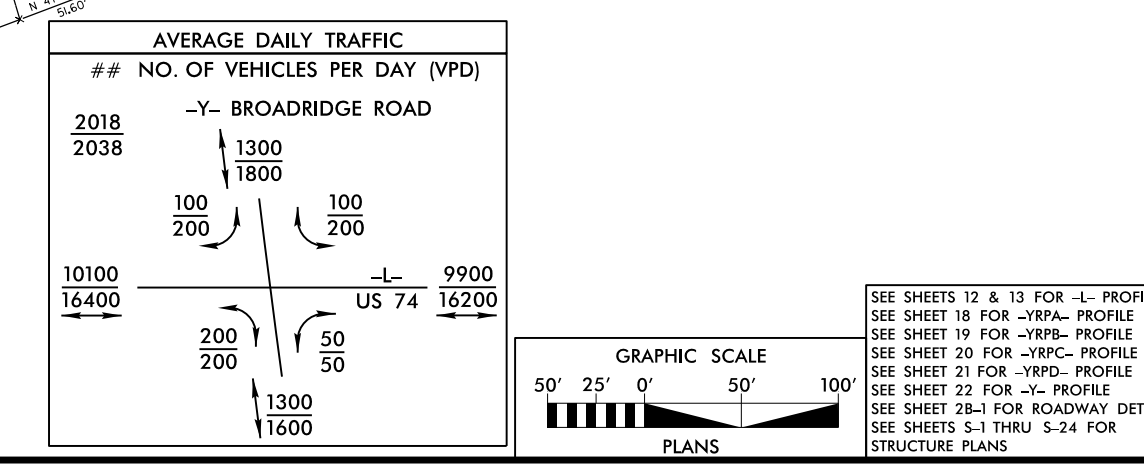 51.60'
AVERAGE DAILY TRAFFIC
## NO. OF VEHICLES PER DAY (VPD)
–Y– BROADRIDGE ROAD
2018
2038
1300
1800
100
200
100
200
10100
16400
–L–
US 74
9900
16200
200
200
50
50
1300
1600
GRAPHIC SCALE
50' 25' 0' 50' 100'
PLANS
SEE SHEETS 12 & 13 FOR –L–
SEE SHEET 18 FOR –YRPA– PROFILE
SEE SHEET 19 FOR –YRPB– PROFILE
SEE SHEET 20 FOR –YRPC– PROFILE
SEE SHEET 21 FOR –YRPD– PROFILE
SEE SHEET 22 FOR –Y– PROFILE
SEE SHEET 2B–1 FOR ROADWAY
SEE SHEETS S–1 THRU S–24 FOR
STRUCTURE PLANS